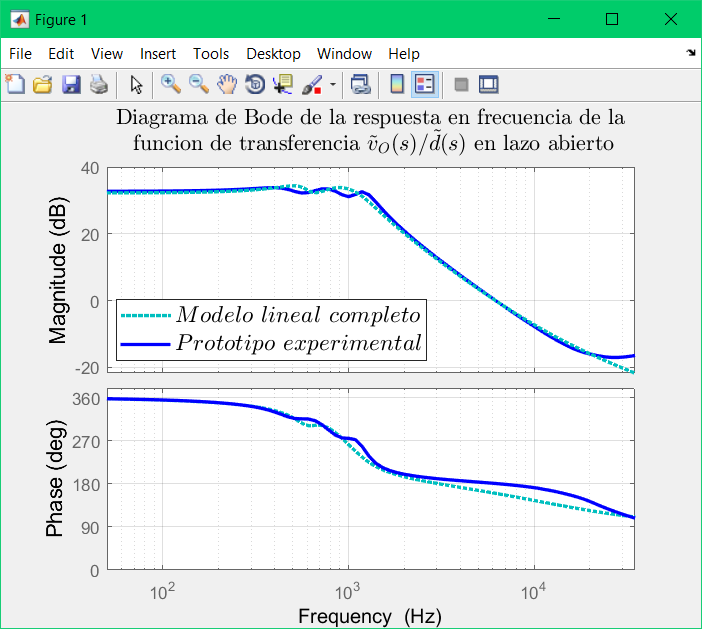 Figure 1
File Edit View Insert Tools Desktop Window Help
Diagrama de Bode de la respuesta en frecuencia de la
funcion de transferencia ṽ_O(s)/d̃(s) en lazo abierto
Magnitude (dB)
40
20
0
-20
Modelo lineal completo
Prototipo experimental
Phase (deg)
360
270
180
90
0
10^2 10^3 10^4
Frequency (Hz)